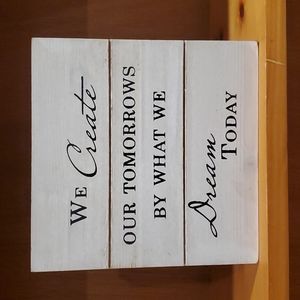 We Create
OUR TOMORROWS
BY WHAT WE
Dream
TODAY